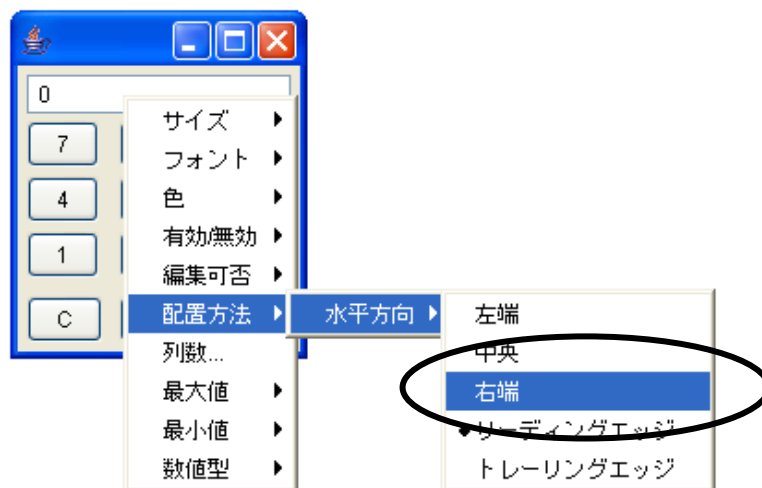 0
7
4
1
C
サイズ
フォント
色
有効/無効
編集可否
配置方法
列数...
最大値
最小値
数値型
水平方向
左端
中央
右端
リーディングエッジ
トレーリングエッジ